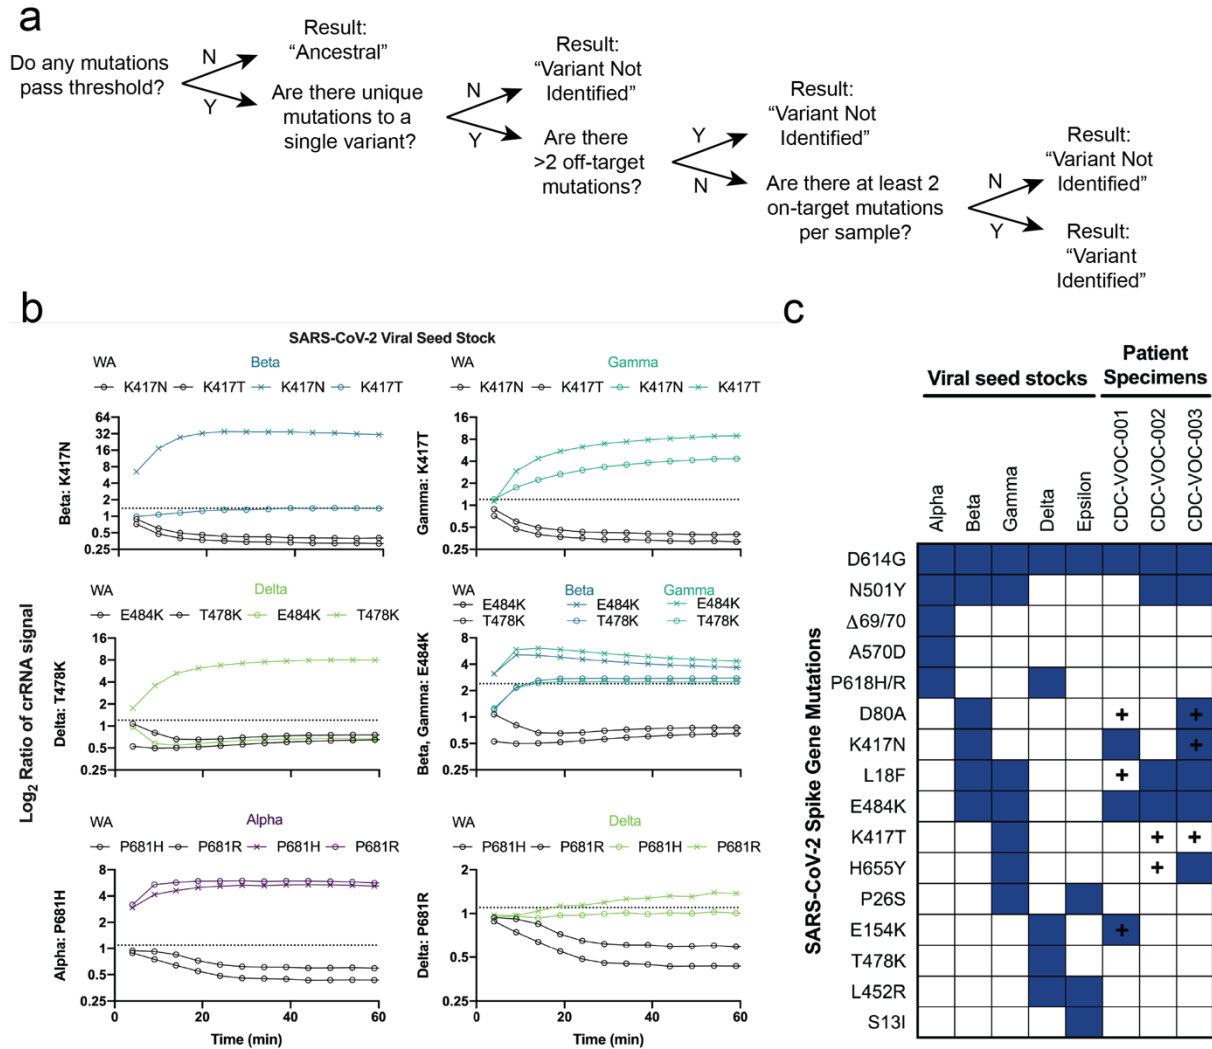 a
Do any mutations
pass threshold?
N
Y
Result:
“Ancestral”
Are there unique
mutations to a
single variant?
N
Y
Result:
“Variant Not
Identified”
Are there
>2 off-target
mutations?
Y
N
Result:
“Variant Not
Identified”
Are there at least 2
on-target mutations
per sample?
N
Y
Result:
“Variant Not
Identified”
Result:
“Variant
Identified”
b
SARS-CoV-2 Viral Seed Stock
Log2 Ratio of crRNA signal
WA Beta
K417N K417T K417N K417T
Beta: K417N
64
32
16
8
4
2
1
0.5
0.25
WA Gamma
K417N K417T K417N K417T
Gamma: K417T
16
8
4
2
1
0.5
0.25
WA Delta
E484K T478K E484K T478K
Delta: T478K
16
8
4
2
1
0.5
0.25
WA Beta Gamma
E484K E484K E484K
T478K T478K T478K
Beta, Gamma: E484K
8
4
2
1
0.5
0.25
WA Alpha
P681H P681R P681H P681R
Alpha: P681H
8
4
2
1
0.5
0.25
0 20 40 60
Time (min)
WA Delta
P681H P681R P681H P681R
Delta: P681R
2
1
0.5
0.25
0 20 40 60
Time (min)
c
Viral seed stocks
Patient
Specimens
Alpha
Beta
Gamma
Delta
Epsilon
CDC-VOC-001
CDC-VOC-002
CDC-VOC-003
SARS-CoV-2 Spike Gene Mutations
D614G
N501Y
Δ69/70
A570D
P618H/R
D80A + +
K417N +
L18F +
E484K
K417T + +
H655Y +
P26S
E154K +
T478K
L452R
S13I